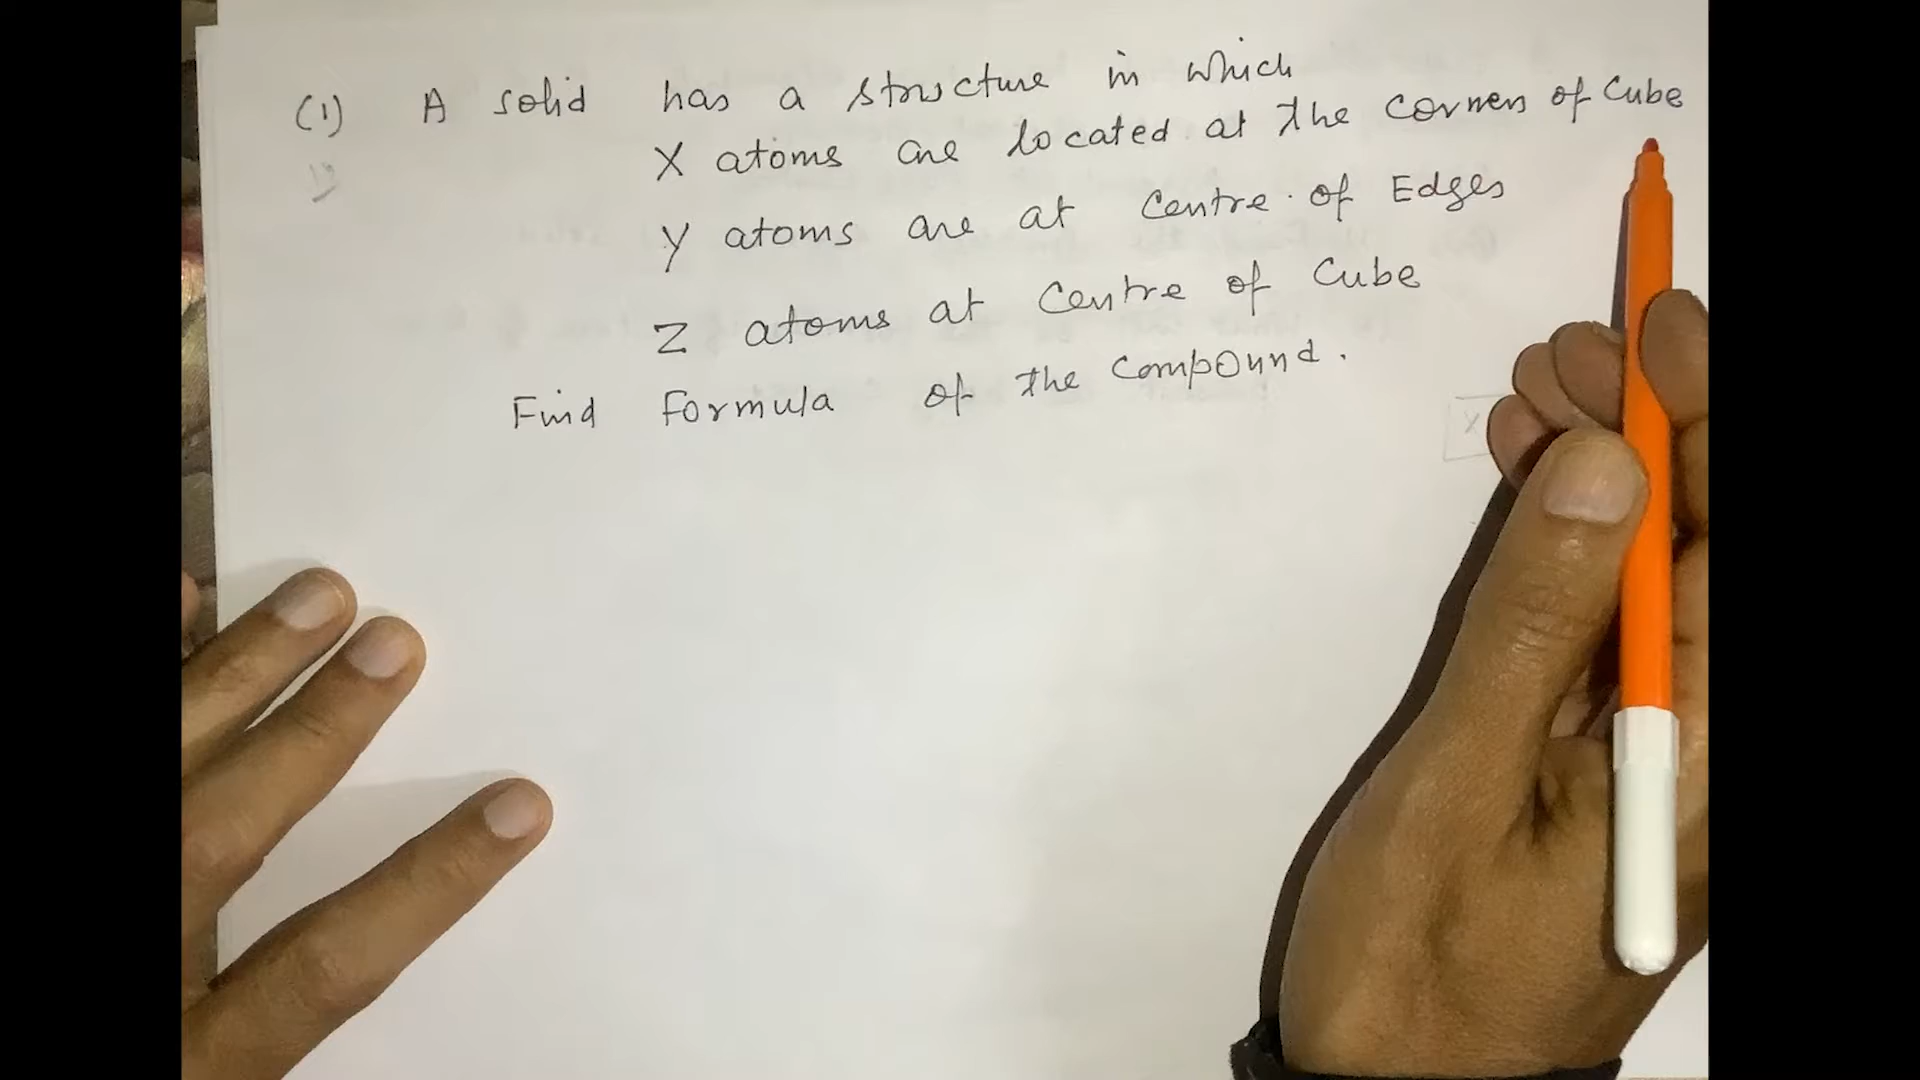 (1) A solid has a structure in which
X atoms are located at the corners of Cube
Y atoms are at Centre of Edges
Z atoms at Centre of Cube
Find Formula of the Compound.
X